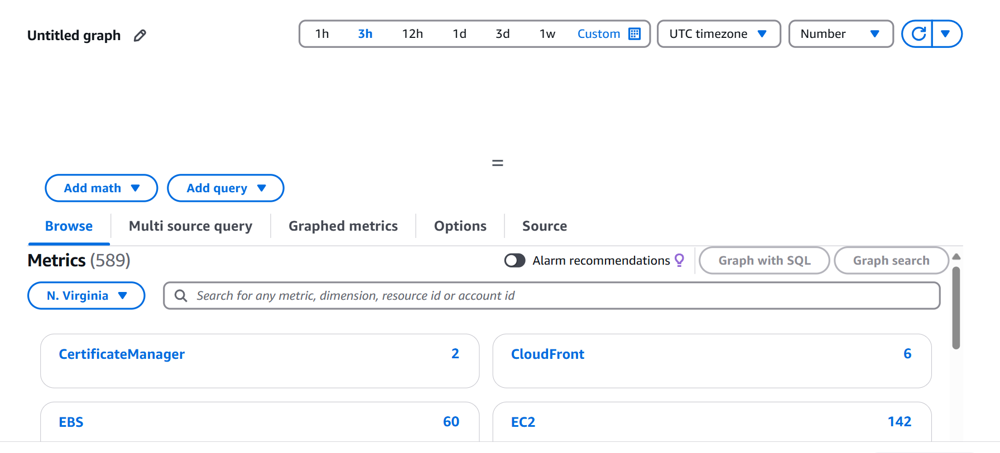 Untitled graph
1h 3h 12h 1d 3d 1w Custom
UTC timezone
Number
Add math
Add query
Browse
Multi source query
Graphed metrics
Options
Source
Metrics (589)
Alarm recommendations
Graph with SQL
Graph search
N. Virginia
Search for any metric, dimension, resource id or account id
CertificateManager 2
CloudFront 6
EBS 60
EC2 142